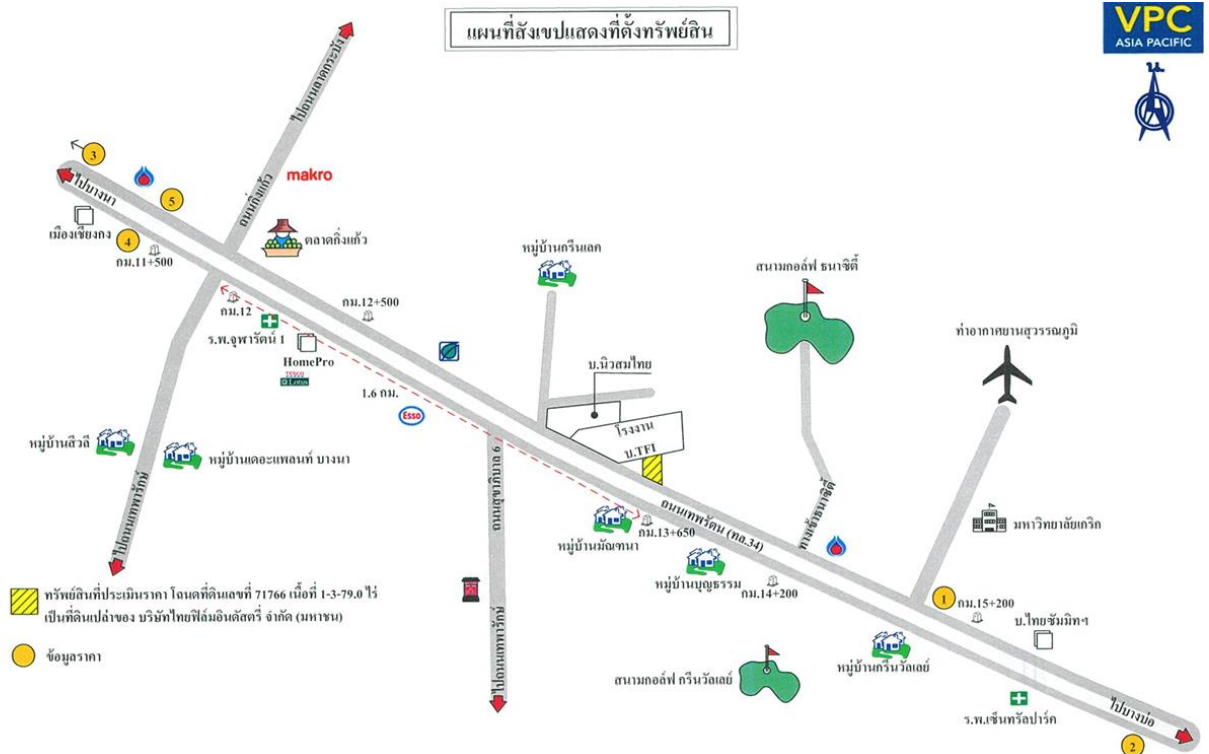 แผนที่สังเขปแสดงที่ตั้งทรัพย์สิน
VPC
ASIA PACIFIC
น.
ไปถนนลาดกระบัง
3
ไปบางนา
5
ถนนกิ่งแก้ว
makro
เมืองเชียงกง
4
กม.11+500
ตลาดกิ่งแก้ว
หมู่บ้านกรีนเลค
สนามกอล์ฟ ธนาซิตี้
ท่าอากาศยานสุวรรณภูมิ
กม.12
กม.12+500
ร.พ.จุฬารัตน์ 1
HomePro
TESCO
Lotus
1.6 กม.
Esso
บ.นิวสมไทย
โรงงาน
บ.TFI
หมู่บ้านสิวลี
หมู่บ้านเดอะแพลนท์ บางนา
ไปถนนเทพารักษ์
ถนนสุขาภิบาล 6
ไปถนนเทพารักษ์
ถนนเทพรัตน (ทล.34)
ทางเข้าธนาซิตี้
มหาวิทยาลัยเกริก
หมู่บ้านมัณฑนา
กม.13+650
หมู่บ้านบุญธรรม
กม.14+200
1
กม.15+200
บ.ไทยซัมมิทฯ
ทรัพย์สินที่ประเมินราคา โฉนดที่ดินเลขที่ 71766 เนื้อที่ 1-3-79.0 ไร่
เป็นที่ดินเปล่าของ บริษัทไทยฟิล์มอินดัสตรี่ จำกัด (มหาชน)
ข้อมูลราคา
สนามกอล์ฟ กรีนวัลเลย์
หมู่บ้านกรีนวัลเลย์
ร.พ.เซ็นทรัลปาร์ค
ไปบางบ่อ
2